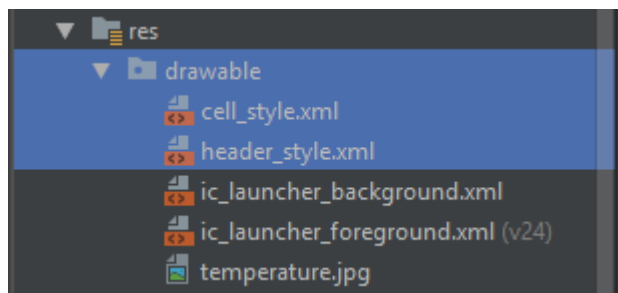 res
drawable
cell_style.xml
header_style.xml
ic_launcher_background.xml
ic_launcher_foreground.xml (v24)
temperature.jpg